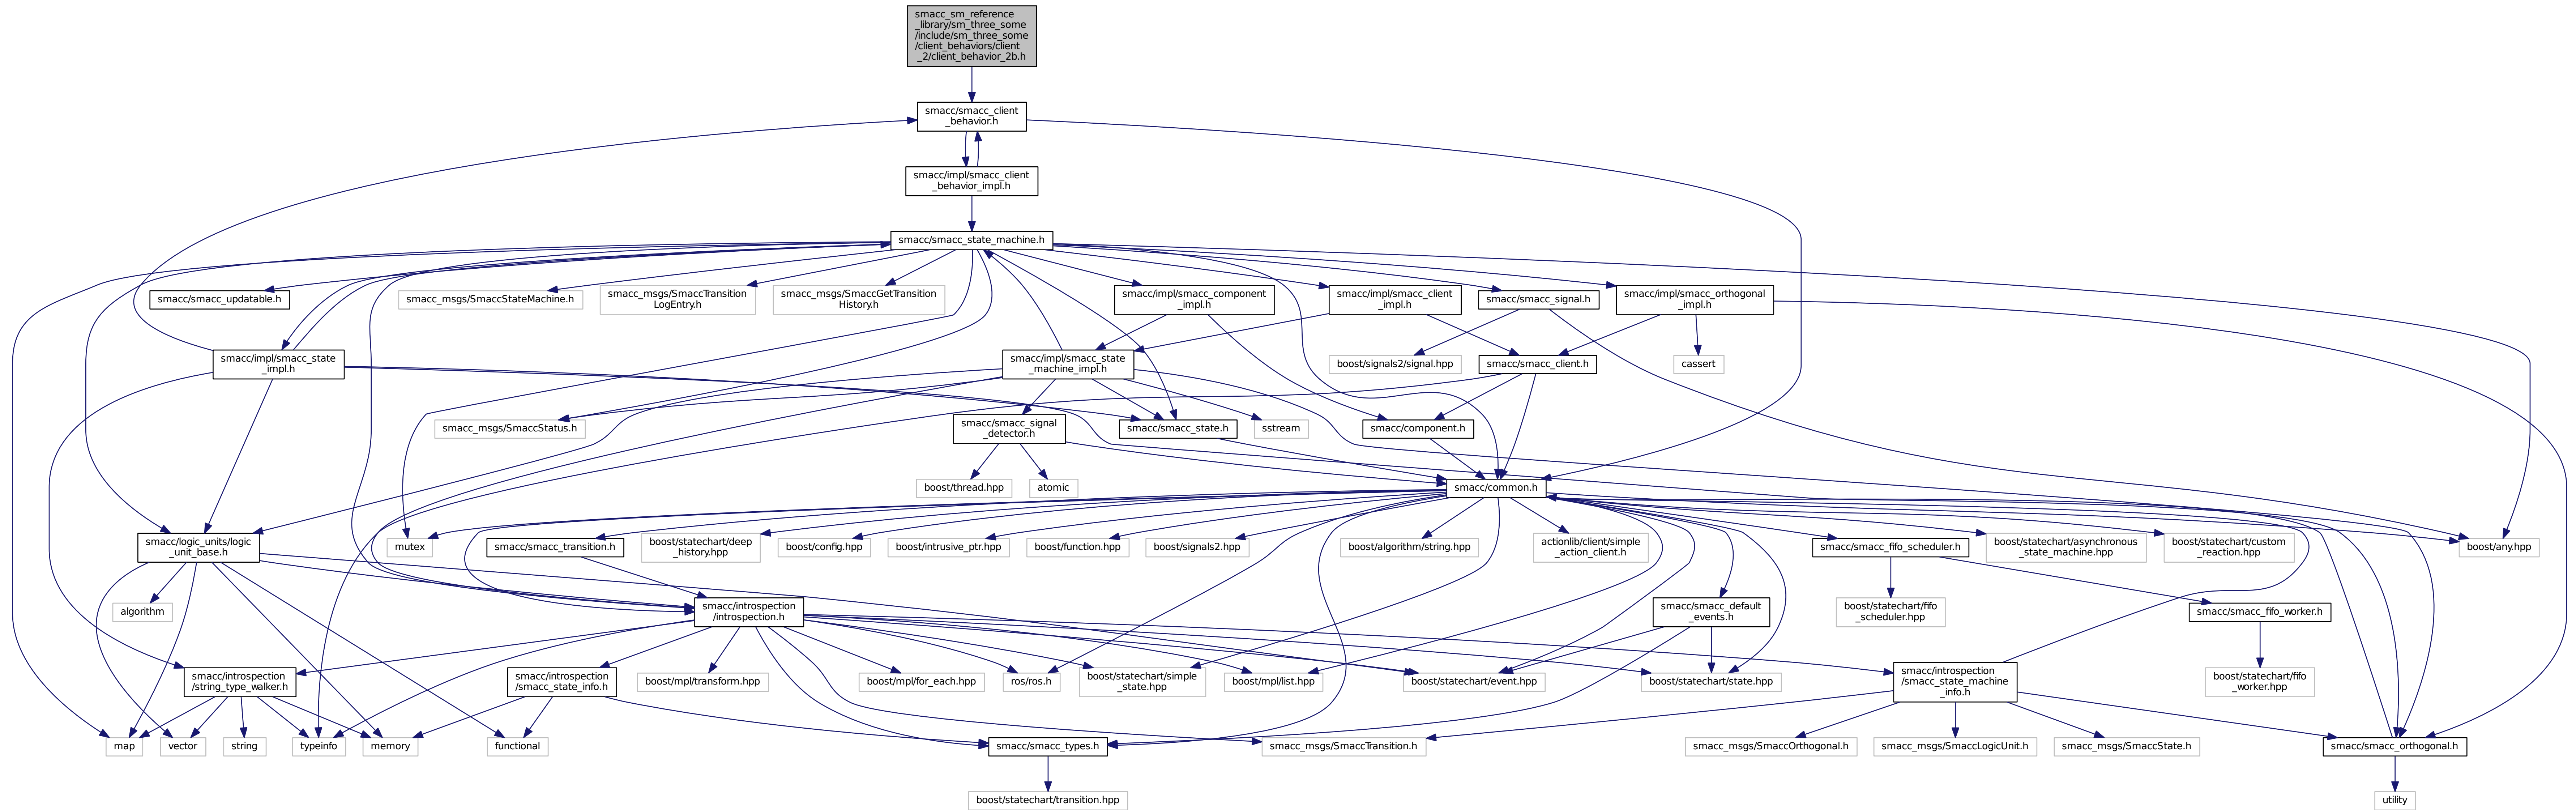 smacc_sm_reference
_library/sm_three_some
/include/sm_three_some
/client_behaviors/client
_2/client_behavior_2b.h
smacc/smacc_client
_behavior.h
smacc/impl/smacc_client
_behavior_impl.h
smacc/smacc_state_machine.h
smacc/smacc_updatable.h
smacc_msgs/SmaccStateMachine.h
smacc_msgs/SmaccTransition
LogEntry.h
smacc_msgs/SmaccGetTransition
History.h
smacc/impl/smacc_component
_impl.h
smacc/impl/smacc_client
_impl.h
smacc/smacc_signal.h
smacc/impl/smacc_orthogonal
_impl.h
smacc/impl/smacc_state
_impl.h
smacc/impl/smacc_state
_machine_impl.h
boost/signals2/signal.hpp
smacc/smacc_client.h
cassert
smacc_msgs/SmaccStatus.h
smacc/smacc_signal
_detector.h
smacc/smacc_state.h
sstream
smacc/component.h
boost/thread.hpp
atomic
smacc/common.h
smacc/logic_units/logic
_unit_base.h
mutex
smacc/smacc_transition.h
boost/statechart/deep
_history.hpp
boost/config.hpp
boost/intrusive_ptr.hpp
boost/function.hpp
boost/signals2.hpp
boost/algorithm/string.hpp
actionlib/client/simple
_action_client.h
smacc/smacc_fifo_scheduler.h
boost/statechart/asynchronous
_state_machine.hpp
boost/statechart/custom
_reaction.hpp
boost/any.hpp
algorithm
smacc/introspection
/introspection.h
smacc/smacc_default
_events.h
boost/statechart/fifo
_scheduler.hpp
smacc/smacc_fifo_worker.h
smacc/introspection
/string_type_walker.h
smacc/introspection
/smacc_state_info.h
boost/mpl/transform.hpp
boost/mpl/for_each.hpp
ros/ros.h
boost/statechart/simple
_state.hpp
boost/mpl/list.hpp
boost/statechart/event.hpp
boost/statechart/state.hpp
smacc/introspection
/smacc_state_machine
_info.h
boost/statechart/fifo
_worker.hpp
map
vector
string
typeinfo
memory
functional
smacc/smacc_types.h
smacc_msgs/SmaccTransition.h
smacc_msgs/SmaccOrthogonal.h
smacc_msgs/SmaccLogicUnit.h
smacc_msgs/SmaccState.h
smacc/smacc_orthogonal.h
boost/statechart/transition.hpp
utility